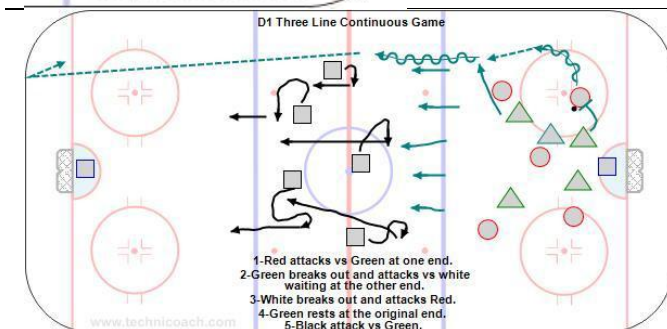 D1 Three Line Continuous Game
1-Red attacks vs Green at one end.
2-Green breaks out and attacks vs white
waiting at the other end.
3-White breaks out and attacks Red.
4-Green rests at the original end.
5-Black attack vs Green.
www.technicoach.com